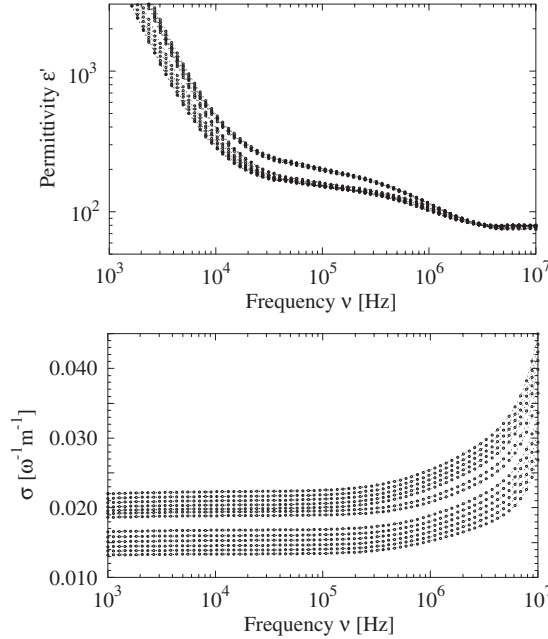 Permittivity ε'
10³
10²
10³ 10⁴ 10⁵ 10⁶ 10⁷
Frequency ν [Hz]
σ [ω⁻¹m⁻¹]
0.040
0.030
0.020
0.010
10³ 10⁴ 10⁵ 10⁶ 10⁷
Frequency ν [Hz]